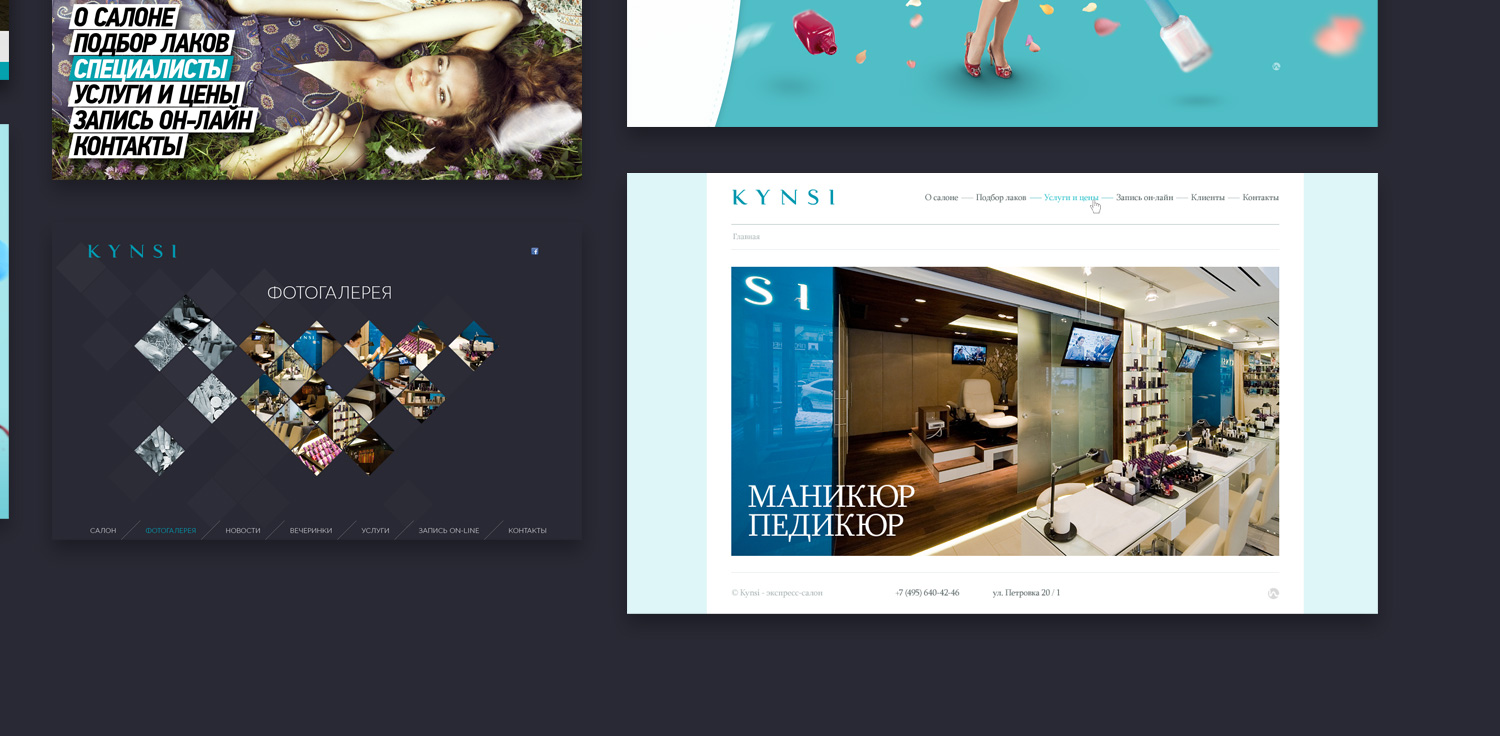 О САЛОНЕ
ПОДБОР ЛАКОВ
СПЕЦИАЛИСТЫ
УСЛУГИ И ЦЕНЫ
ЗАПИСЬ ОН-ЛАЙН
КОНТАКТЫ
KYNSI
ФОТОГАЛЕРЕЯ
САЛОН
ФОТОГАЛЕРЕЯ
НОВОСТИ
ВЕЧЕРИНКИ
УСЛУГИ
ЗАПИСЬ ON-LINE
КОНТАКТЫ
KYNSI
О салоне — Подбор лаков — Услуги и цены — Запись он-лайн — Клиенты — Контакты
Главная
SI
МАНИКЮР
ПЕДИКЮР
© Kynsi - экспресс-салон
+7 (495) 640-42-46
ул. Петровка 20 / 1